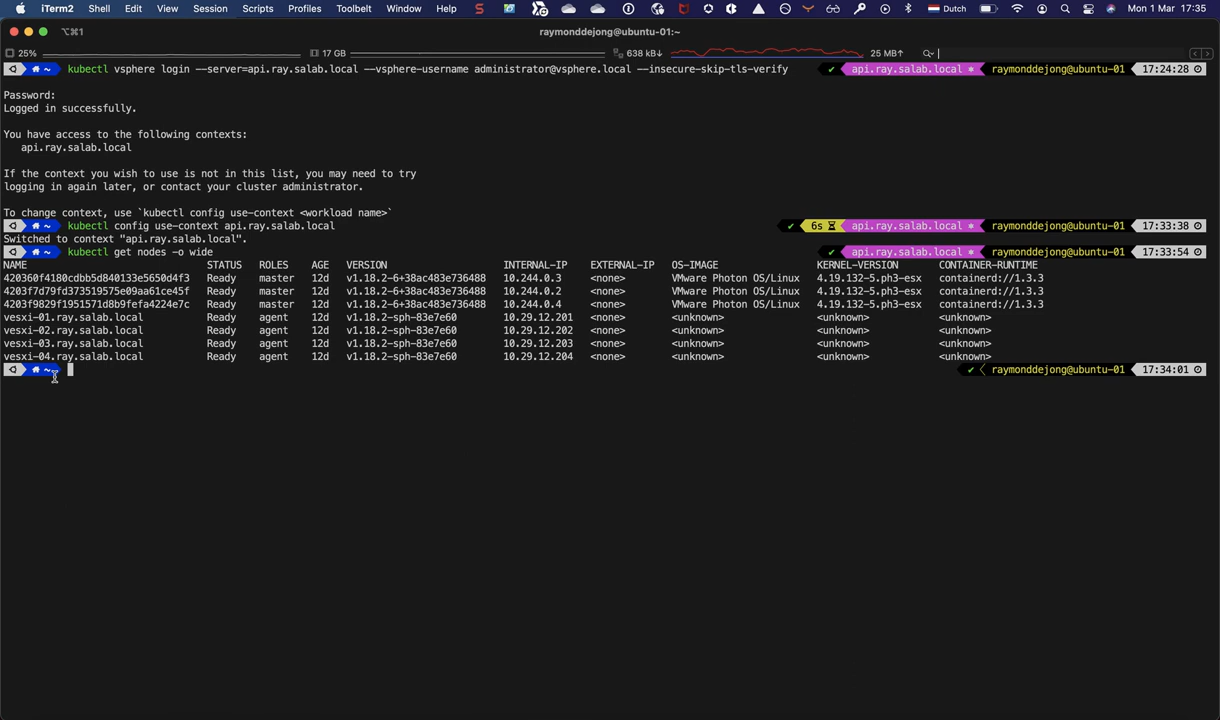 iTerm2 Shell Edit View Session Scripts Profiles Toolbelt Window Help Dutch Mon 1 Mar 17:35
⌥⌘1 raymonddejong@ubuntu-01:~
25% 17 GB 638 kB↓ 25 MB↑
~ kubectl vsphere login --server=api.ray.salab.local --vsphere-username administrator@vsphere.local --insecure-skip-tls-verify ✔ api.ray.salab.local ⎈ raymonddejong@ubuntu-01 17:24:28
Password:
Logged in successfully.
You have access to the following contexts:
api.ray.salab.local
If the context you wish to use is not in this list, you may need to try
logging in again later, or contact your cluster administrator.
To change context, use `kubectl config use-context <workload name>`
~ kubectl config use-context api.ray.salab.local ✔ 6s api.ray.salab.local ⎈ raymonddejong@ubuntu-01 17:33:38
Switched to context "api.ray.salab.local".
~ kubectl get nodes -o wide ✔ api.ray.salab.local ⎈ raymonddejong@ubuntu-01 17:33:54
NAME STATUS ROLES AGE VERSION INTERNAL-IP EXTERNAL-IP OS-IMAGE KERNEL-VERSION CONTAINER-RUNTIME
420360f4180cdbb5d840133e5650d4f3 Ready master 12d v1.18.2-6+38ac483e736488 10.244.0.3 <none> VMware Photon OS/Linux 4.19.132-5.ph3-esx containerd://1.3.3
4203f7d79fd373519575e09aa61ce45f Ready master 12d v1.18.2-6+38ac483e736488 10.244.0.2 <none> VMware Photon OS/Linux 4.19.132-5.ph3-esx containerd://1.3.3
4203f9829f1951571d8b9fefa4224e7c Ready master 12d v1.18.2-6+38ac483e736488 10.244.0.4 <none> VMware Photon OS/Linux 4.19.132-5.ph3-esx containerd://1.3.3
vesxi-01.ray.salab.local Ready agent 12d v1.18.2-sph-83e7e60 10.29.12.201 <none> <unknown> <unknown> <unknown>
vesxi-02.ray.salab.local Ready agent 12d v1.18.2-sph-83e7e60 10.29.12.202 <none> <unknown> <unknown> <unknown>
vesxi-03.ray.salab.local Ready agent 12d v1.18.2-sph-83e7e60 10.29.12.203 <none> <unknown> <unknown> <unknown>
vesxi-04.ray.salab.local Ready agent 12d v1.18.2-sph-83e7e60 10.29.12.204 <none> <unknown> <unknown> <unknown>
~ ✔ raymonddejong@ubuntu-01 17:34:01